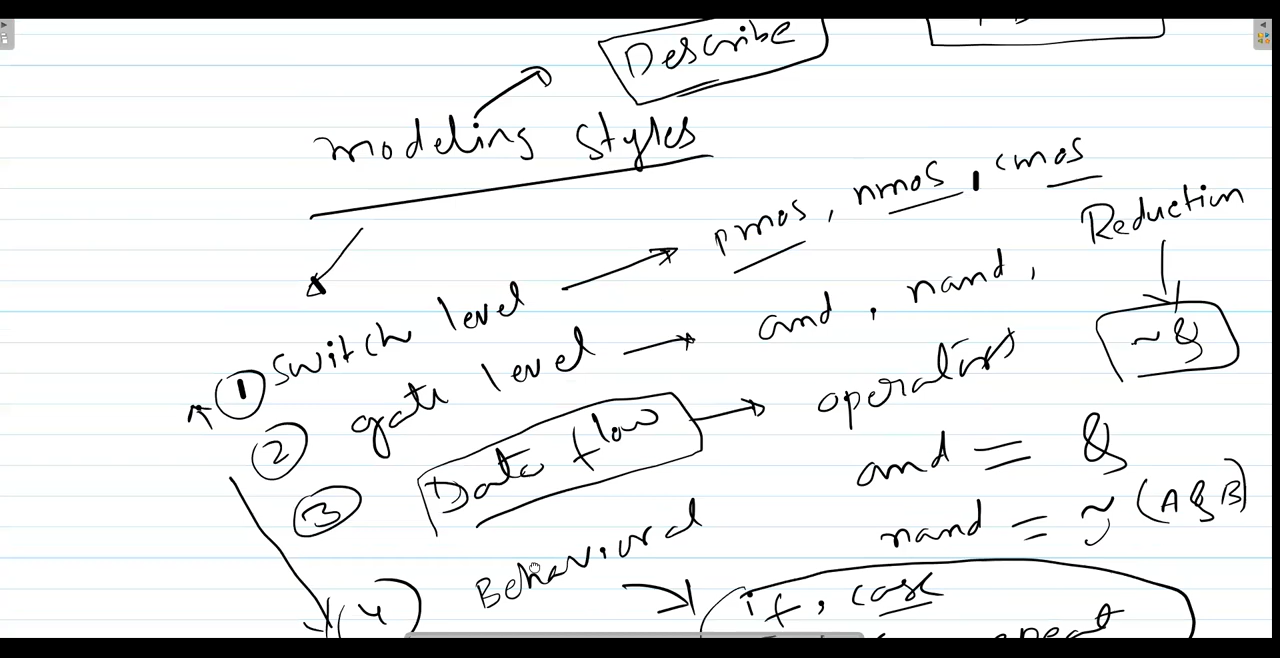 Describe
modeling styles
① Switch level → pmos, nmos, cmos
② gate level → and, nand,
Reduction
~&
③ Data flow → operators
and = &
nand = ~(A & B)
(4) Behavioural
if, case